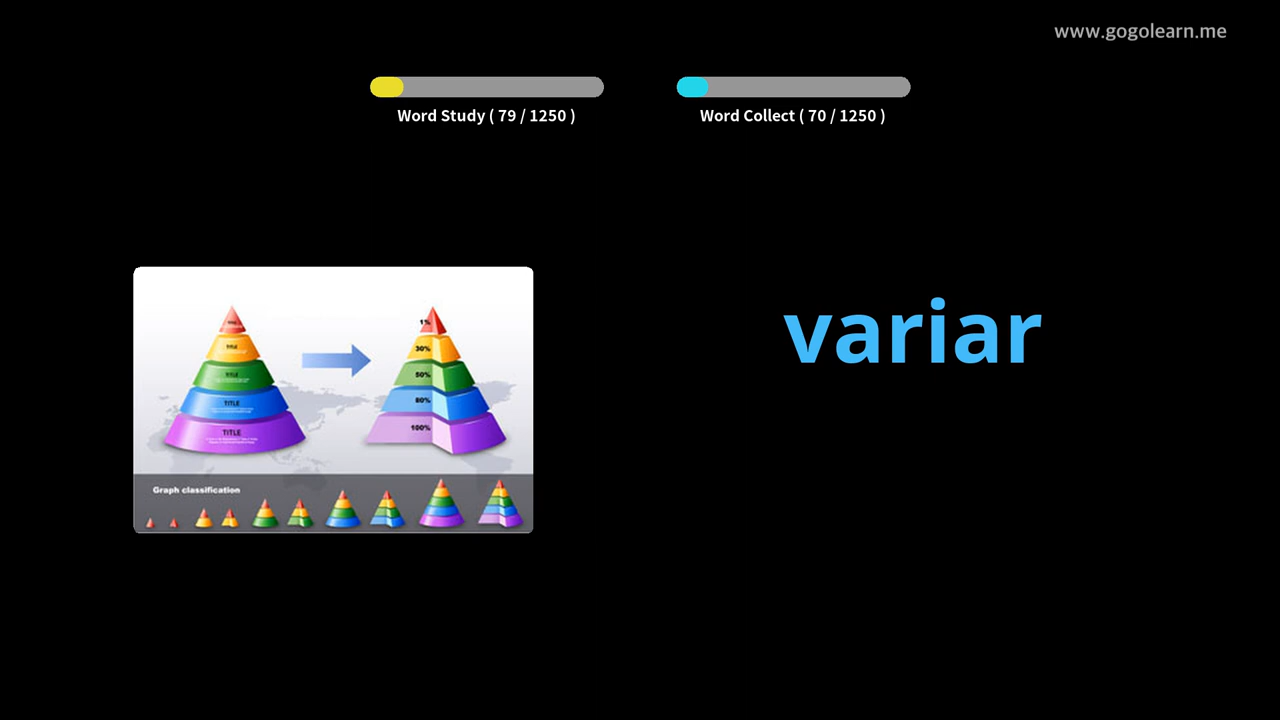 www.gogolearn.me
Word Study ( 79 / 1250 )
Word Collect ( 70 / 1250 )
variar
TITLE
TITLE
TITLE
TITLE
1%
30%
50%
80%
100%
Graph classification